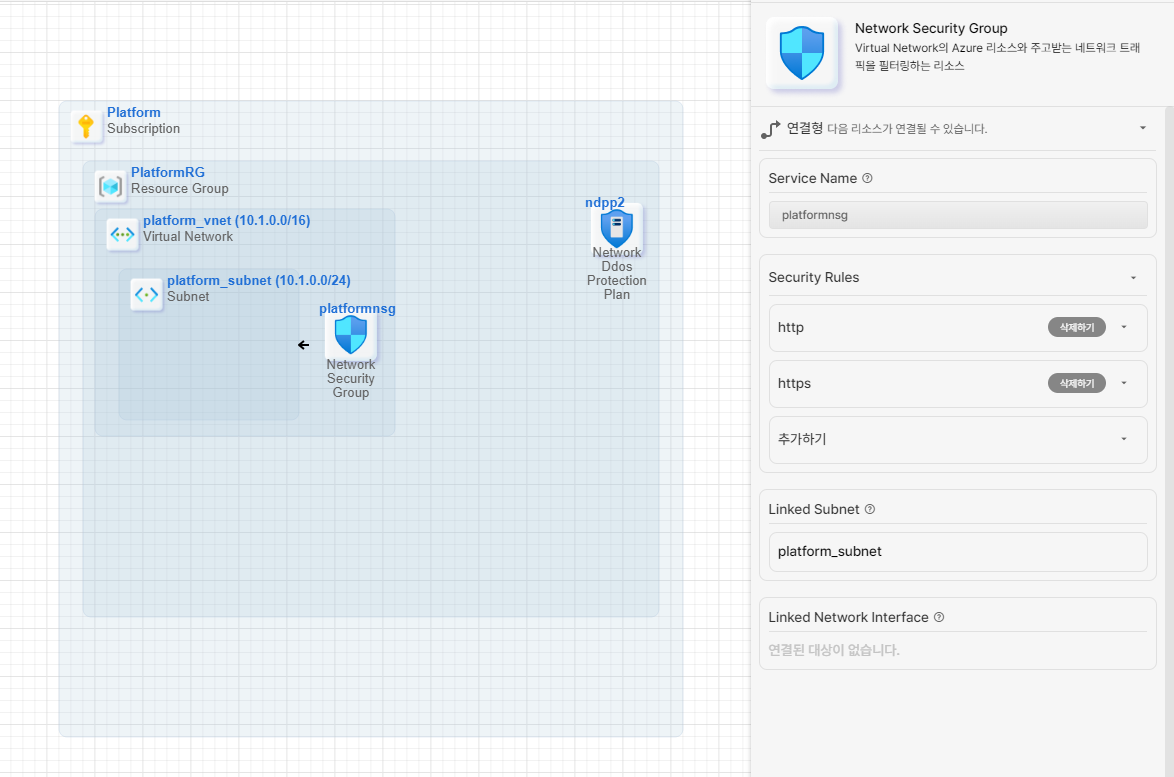 Platform
Subscription
PlatformRG
Resource Group
platform_vnet (10.1.0.0/16)
Virtual Network
platform_subnet (10.1.0.0/24)
Subnet
platformnsg
Network
Security
Group
ndpp2
Network
Ddos
Protection
Plan
Network Security Group
Virtual Network의 Azure 리소스와 주고받는 네트워크 트래
픽을 필터링하는 리소스
연결형 다음 리소스가 연결될 수 있습니다.
Service Name
platformnsg
Security Rules
http 삭제하기
https 삭제하기
추가하기
Linked Subnet
platform_subnet
Linked Network Interface
연결된 대상이 없습니다.